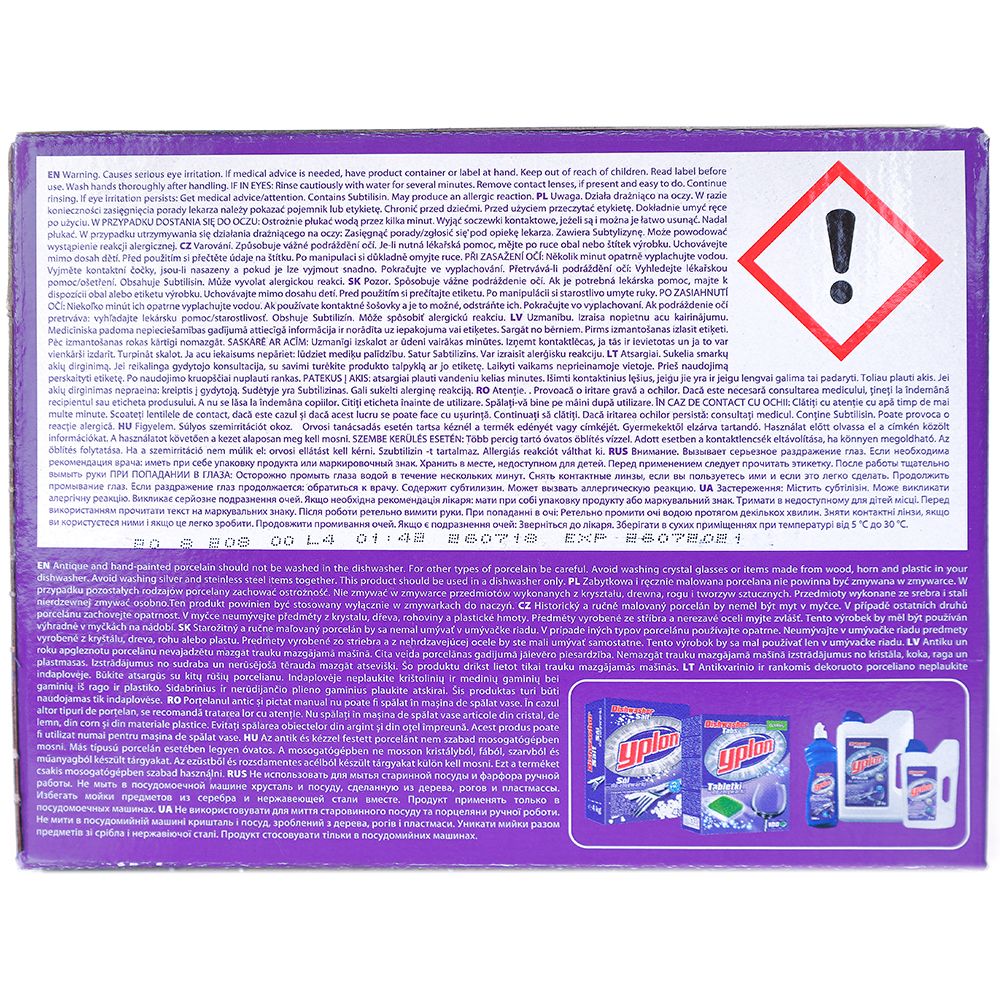 EN Warning. Causes serious eye irritation. If medical advice is needed, have product container or label at hand. Keep out of reach of children. Read label before
use. Wash hands thoroughly after handling. IF IN EYES: Rinse cautiously with water for several minutes. Remove contact lenses, if present and easy to do. Continue
rinsing. If eye irritation persists: Get medical advice/attention. Contains Subtilisin. May produce an allergic reaction. PL Uwaga. Działa drażniąco na oczy. W razie
konieczności zasięgnięcia porady lekarza należy pokazać pojemnik lub etykietę. Chronić przed dziećmi. Przed użyciem przeczytać etykietę. Dokładnie umyć ręce
po użyciu. W PRZYPADKU DOSTANIA SIĘ DO OCZU: Ostrożnie płukać wodą przez kilka minut. Wyjąć soczewki kontaktowe, jeżeli są i można je łatwo usunąć. Nadal
płukać. W przypadku utrzymywania się działania drażniącego na oczy: Zasięgnąć porady/zgłosić się pod opiekę lekarza. Zawiera Subtylizynę. Może powodować
wystąpienie reakcji alergicznej. CZ Varování. Způsobuje vážné podráždění očí. Je-li nutná lékařská pomoc, mějte po ruce obal nebo štítek výrobku. Uchovávejte
mimo dosah dětí. Před použitím si přečtěte údaje na štítku. Po manipulaci si důkladně omyjte ruce. PŘI ZASAŽENÍ OČÍ: Několik minut opatrně vyplachujte vodou.
Vyjměte kontaktní čočky, jsou-li nasazeny a pokud je lze vyjmout snadno. Pokračujte ve vyplachování. Přetrvává-li podráždění očí: Vyhledejte lékařskou
pomoc/ošetření. Obsahuje Subtilisin. Může vyvolat alergickou reakci. SK Pozor. Spôsobuje vážne podráždenie očí. Ak je potrebná lekárska pomoc, majte k
dispozícii obal alebo etiketu výrobku. Uchovávajte mimo dosahu detí. Pred použitím si prečítajte etiketu. Po manipulácii si starostlivo umyte ruky. PO ZASIAHNUTÍ
OČÍ: Niekoľko minút ich opatrne vyplachujte vodou. Ak používate kontaktné šošovky a je to možné, odstráňte ich. Pokračujte vo vyplachovaní. Ak podráždenie očí
pretrváva: vyhľadajte lekársku pomoc/starostlivosť. Obshuje Subtilizín. Môže spôsobiť alergickú reakciu. LV Uzmanību. Izraisa nopietnu acu kairinājumu.
Medicīniska padoma nepieciešamības gadījumā attiecīgā informācija ir norādīta uz iepakojuma vai etiķetes. Sargāt no bērniem. Pirms izmantošanas izlasīt etiķeti.
Pēc izmantošanas rokas kārtīgi nomazgāt. SASKARĒ AR ACĪM: Uzmanīgi izskalot ar ūdeni vairākas minūtes. Izņemt kontaktlēcas, ja tās ir ievietotas un ja to var
vienkārši izdarīt. Turpināt skalot. Ja acu iekaisums nepāriet: lūdziet mediķu palīdzību. Satur Subtilizīns. Var izraisīt alerģisku reakciju. LT Atsargiai. Sukelia smarkų
akių dirginimą. Jei reikalinga gydytojo konsultacija, su savimi turėkite produkto talpyklą ar jo etiketę. Laikyti vaikams neprieinamoje vietoje. Prieš naudojimą
perskaityti etiketę. Po naudojimo kruopščiai nuplauti rankas. PATEKUS Į AKIS: atsargiai plauti vandeniu kelias minutes. Išimti kontaktinius lęšius, jeigu jie yra ir jeigu lengvai galima tai padaryti. Toliau plauti akis. Jei
akių dirginimas nepraeina: kreiptis į gydytoją. Sudėtyje yra Subtilizinas. Gali sukelti alerginę reakciją. RO Atenție. . Provoacă o iritare gravă a ochilor. Dacă este necesară consultarea medicului, țineți la îndemână
recipientul sau eticheta produsului. A nu se lăsa la îndemâna copiilor. Citiți eticheta înainte de utilizare. Spălați-vă bine pe mâini după utilizare. ÎN CAZ DE CONTACT CU OCHII: Clătiți cu atenție cu apă timp de mai
multe minute. Scoateți lentilele de contact, dacă este cazul și dacă acest lucru se poate face cu ușurință. Continuați să clătiți. Dacă iritarea ochilor persistă: consultați medicul. Conține Subtilisin. Poate provoca o
reacție alergică. HU Figyelem. Súlyos szemirritációt okoz. Orvosi tanácsadás esetén tartsa kéznél a termék edényét vagy címkéjét. Gyermekektől elzárva tartandó. Használat előtt olvassa el a címkén közölt
információkat. A használatot követően a kezet alaposan meg kell mosni. SZEMBE KERÜLÉS ESETÉN: Több percig tartó óvatos öblítés vízzel. Adott esetben a kontaktlencsék eltávolítása, ha könnyen megoldható. Az
öblítés folytatása. Ha a szemirritáció nem múlik el: orvosi ellátást kell kérni. Szubtilizin -t tartalmaz. Allergiás reakciót válthat ki. RUS Внимание. Вызывает серьезное раздражение глаз. Если необходима
рекомендация врача: иметь при себе упаковку продукта или маркировочный знак. Хранить в месте, недоступном для детей. Перед применением следует прочитать этикетку. После работы тщательно
вымыть руки ПРИ ПОПАДАНИИ В ГЛАЗА: Осторожно промыть глаза водой в течение нескольких минут. Снять контактные линзы, если вы пользуетесь ими и если это легко сделать. Продолжить
промывание глаз. Если раздражение глаз продолжается: обратиться к врачу. Содержит субтилизин. Может вызвать аллергическую реакцию. UA Застереження: Містить субтілізін. Може викликати
алергічну реакцію. Викликає серйозне подразнення очей. Якщо необхідна рекомендація лікаря: мати при собі упаковку продукту або маркувальний знак. Тримати в недоступному для дітей місці. Перед
використанням прочитати текст на маркувальних знаках. Після роботи ретельно вимити руки. При попаданні в очі: Ретельно промити очі водою протягом декількох хвилин. Зняти контактні лінзи, якщо
ви користуєтеся ними і якщо це легко зробити. Продовжити промивання очей. Якщо є подразнення очей: Зверніться до лікаря. Зберігати в сухих приміщеннях при температурі від 5 °C до 30 °C.
20 8 208 00 L4 01:42 260718 EXP 26072021
EN Antique and hand-painted porcelain should not be washed in the dishwasher. For other types of porcelain be careful. Avoid washing crystal glasses or items made from wood, horn and plastic in your
dishwasher. Avoid washing silver and steinless steel items together. This product should be used in a dishwasher only. PL Zabytkowa i ręcznie malowana porcelana nie powinna być zmywana w zmywarce. W
przypadku pozostałych rodzajów porcelany zachować ostrożność. Nie zmywać w zmywarce przedmiotów wykonanych z kryształu, drewna, rogu i tworzyw sztucznych. Przedmioty wykonane ze srebra i stali
nierdzewnej zmywać osobno.Ten produkt powinien być stosowany wyłącznie w zmywarkach do naczyń. CZ Historický a ručně malovaný porcelán by neměl být myt v myčce. V případě ostatních druhů
porcelánu zachovejte opatrnost. V myčce neumývejte předměty z krystalu, dřeva, rohoviny a plastické hmoty. Předměty vyrobené ze stříbra a nerezavé oceli myjte zvlášť. Tento výrobek by měl být použivaný
výhradně v myčkách na nádobí. SK Starožitný a ručne maľovaný porcelán by sa nemal umývať v umývačke riadu. V prípade iných typov porcelánu používajte opatrne. Neumývajte v umývačke riadu predmety
vyrobené z kryštálu, dreva, rohu alebo plastu. Predmety vyrobené zo striebra a z nehrdzavejúcej ocele by ste mali umývať samostatne. Tento výrobok by sa mal používať len v umývačke riadu. LV Antīku un
roku apgleznotu porcelānu nevajadzētu mazgāt trauku mazgājamā mašīnā. Cita veida porcelānas gadījumā jāievēro piesardzība. Nemazgāt trauku mazgājamā mašīnā izstrādājumus no kristāla, koka, raga un
plastmasas. Izstrādājumus no sudraba un nerūsējošā tērauda mazgāt atsevišķi. Šo produktu drīkst lietot tikai trauku mazgājamās mašīnās. LT Antikvarinio ir rankomis dekoruoto porceliano neplaukite
indaplovėje. Būkite atsargūs su kitų rūšių porcelianu. Indaplovėje neplaukite krištolinių ir medinių gaminių bei
gaminių iš rago ir plastiko. Sidabrinius ir nerūdijančio plieno gaminius plaukite atskirai. Šis produktas turi būti
naudojamas tik indaplovėse. RO Porțelanul antic și pictat manual nu poate fi spălat în mașina de spălat vase. În cazul
altor tipuri de porțelan, se recomandă tratarea lor cu atenție. Nu spălați în mașina de spălat vase articole din cristal, de
lemn, din corn și din materiale plastice. Evitați spălarea obiectelor din argint și din oțel împreună. Acest produs poate
fi utilizat numai pentru mașina de spălat vase. HU Az antik és kézzel festett porcelánt nem szabad mosogatógépben
mosni. Más típusú porcelán esetében legyen óvatos. A mosogatógépben ne mosson kristályból, fából, szarvból és
műanyagból készült tárgyakat. Az ezüstből és rozsdamentes acélból készült tárgyakat külön kell mosni. Ezt a terméket
csakis mosogatógépben szabad használni. RUS Не использовать для мытья старинной посуды и фарфора ручной
работы. Не мыть в посудомоечной машине хрусталь и посуду, сделанную из дерева, рогов и пластмассы.
Избегать мойки предметов из серебра и нержавеющей стали вместе. Продукт применять только в
посудомоечных машинах. UA Не використовувати для миття старовинного посуду та порцеляни ручної роботи.
Не мити в посудомийній машині кришталь і посуд, зроблений з дерева, рогів і пластмаси. Уникати мийки разом
предметів зі срібла і нержавіючої сталі. Продукт стосовувати тільки в посудомийних машинах.
Dishwasher
Salt
yplon
Sól
do zmywarki
Dishwasher
yplon
Tabletki
do zmywarki
100
yplon